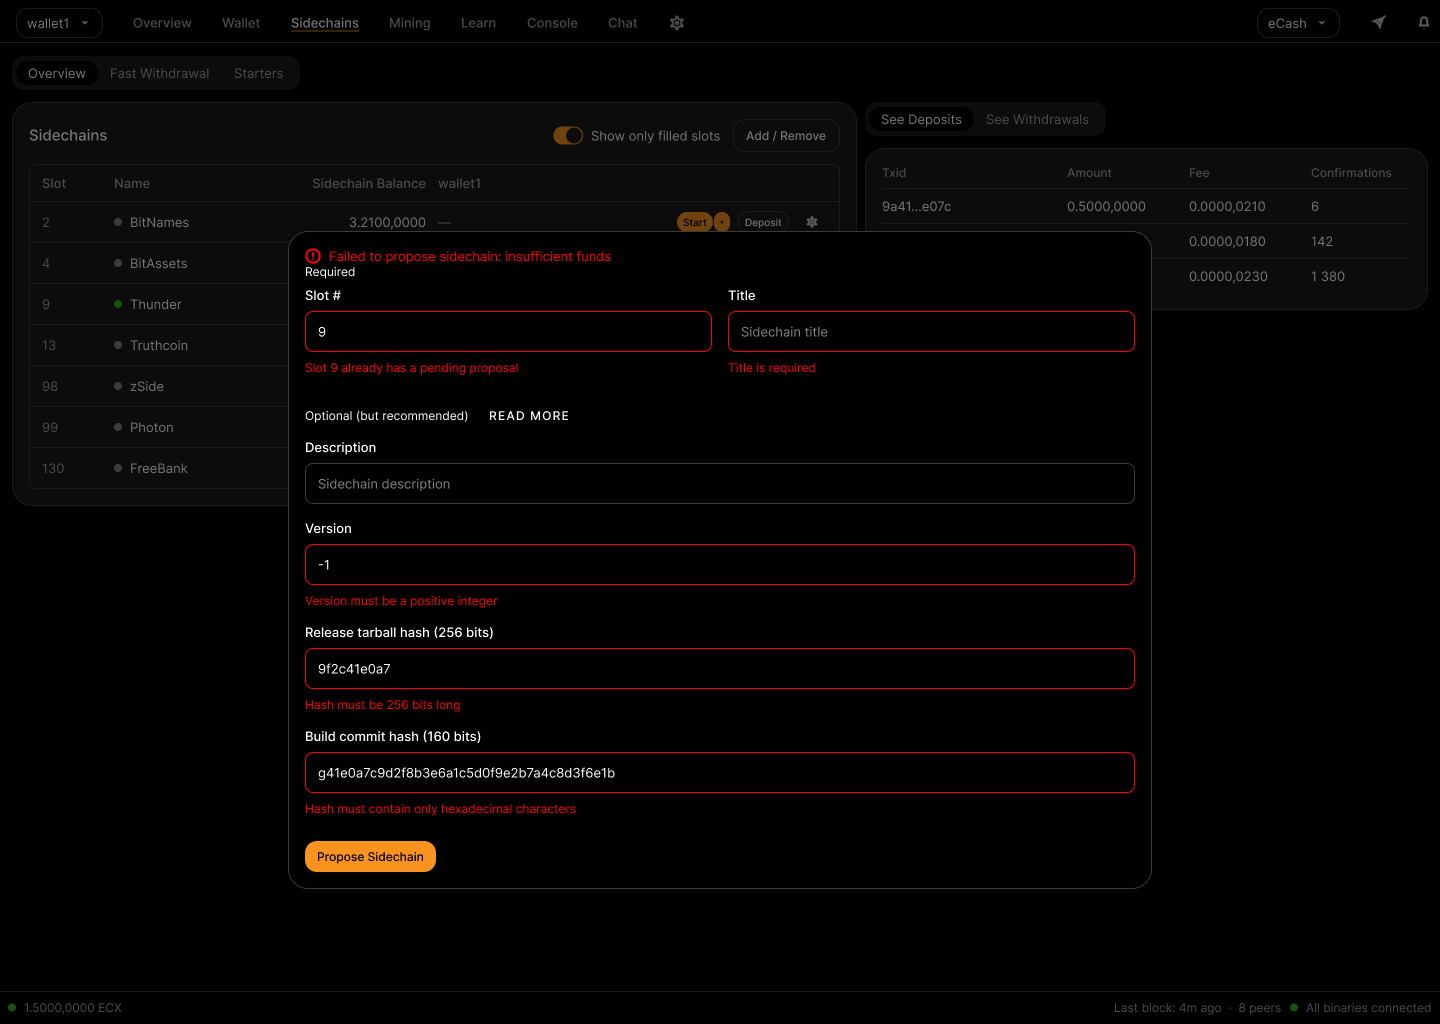 wallet1 Overview Wallet Sidechains Mining Learn Console Chat eCash
Overview Fast Withdrawal Starters
Sidechains Show only filled slots Add / Remove
See Deposits See Withdrawals
Slot Name Sidechain Balance wallet1
2 BitNames 3.2100,0000 — Start Deposit
4 BitAssets
9 Thunder
13 Truthcoin
98 zSide
99 Photon
130 FreeBank
Txid Amount Fee Confirmations
9a41...e07c 0.5000,0000 0.0000,0210 6
0.0000,0180 142
0.0000,0230 1 380
Failed to propose sidechain: insufficient funds
Required
Slot # Title
9 Sidechain title
Slot 9 already has a pending proposal Title is required
Optional (but recommended) READ MORE
Description
Sidechain description
Version
-1
Version must be a positive integer
Release tarball hash (256 bits)
9f2c41e0a7
Hash must be 256 bits long
Build commit hash (160 bits)
g41e0a7c9d2f8b3e6a1c5d0f9e2b7a4c8d3f6e1b
Hash must contain only hexadecimal characters
Propose Sidechain
1.5000,0000 ECX Last block: 4m ago · 8 peers All binaries connected